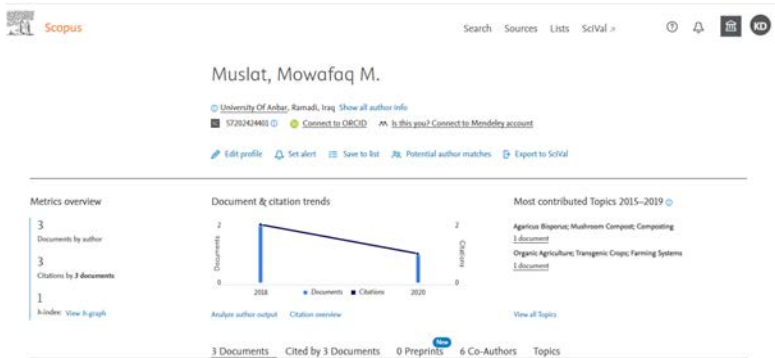 Scopus
Search Sources Lists SciVal ↗
KD
Muslat, Mowafaq M.
University Of Anbar, Ramadi, Iraq Show all author info
57202424401 Connect to ORCID Is this you? Connect to Mendeley account
Edit profile Set alert Save to list Potential author matches Export to SciVal
Metrics overview
3
Documents by author
3
Citations by 3 documents
1
h-index: View h-graph
Document & citation trends
2 2
Documents
Citations
0 0
2018 2020
Documents Citations
Analyze author output Citation overview
Most contributed Topics 2015–2019
Agaricus Bisporus; Mushroom Compost; Composting
1 document
Organic Agriculture; Transgenic Crops; Farming Systems
1 document
View all Topics
New
3 Documents Cited by 3 Documents 0 Preprints 6 Co-Authors Topics